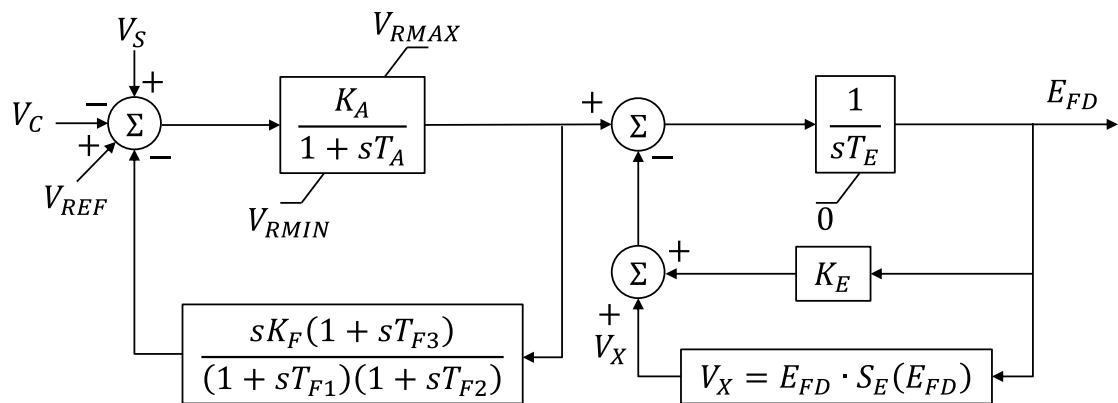 V_S
V_C
V_REF
+
−
+
−
Σ
V_RMAX
K_A
1 + sT_A
V_RMIN
+
−
Σ
1
sT_E
0
E_FD
Σ
+
+
K_E
V_X
V_X = E_FD · S_E(E_FD)
sK_F(1 + sT_F3)
(1 + sT_F1)(1 + sT_F2)